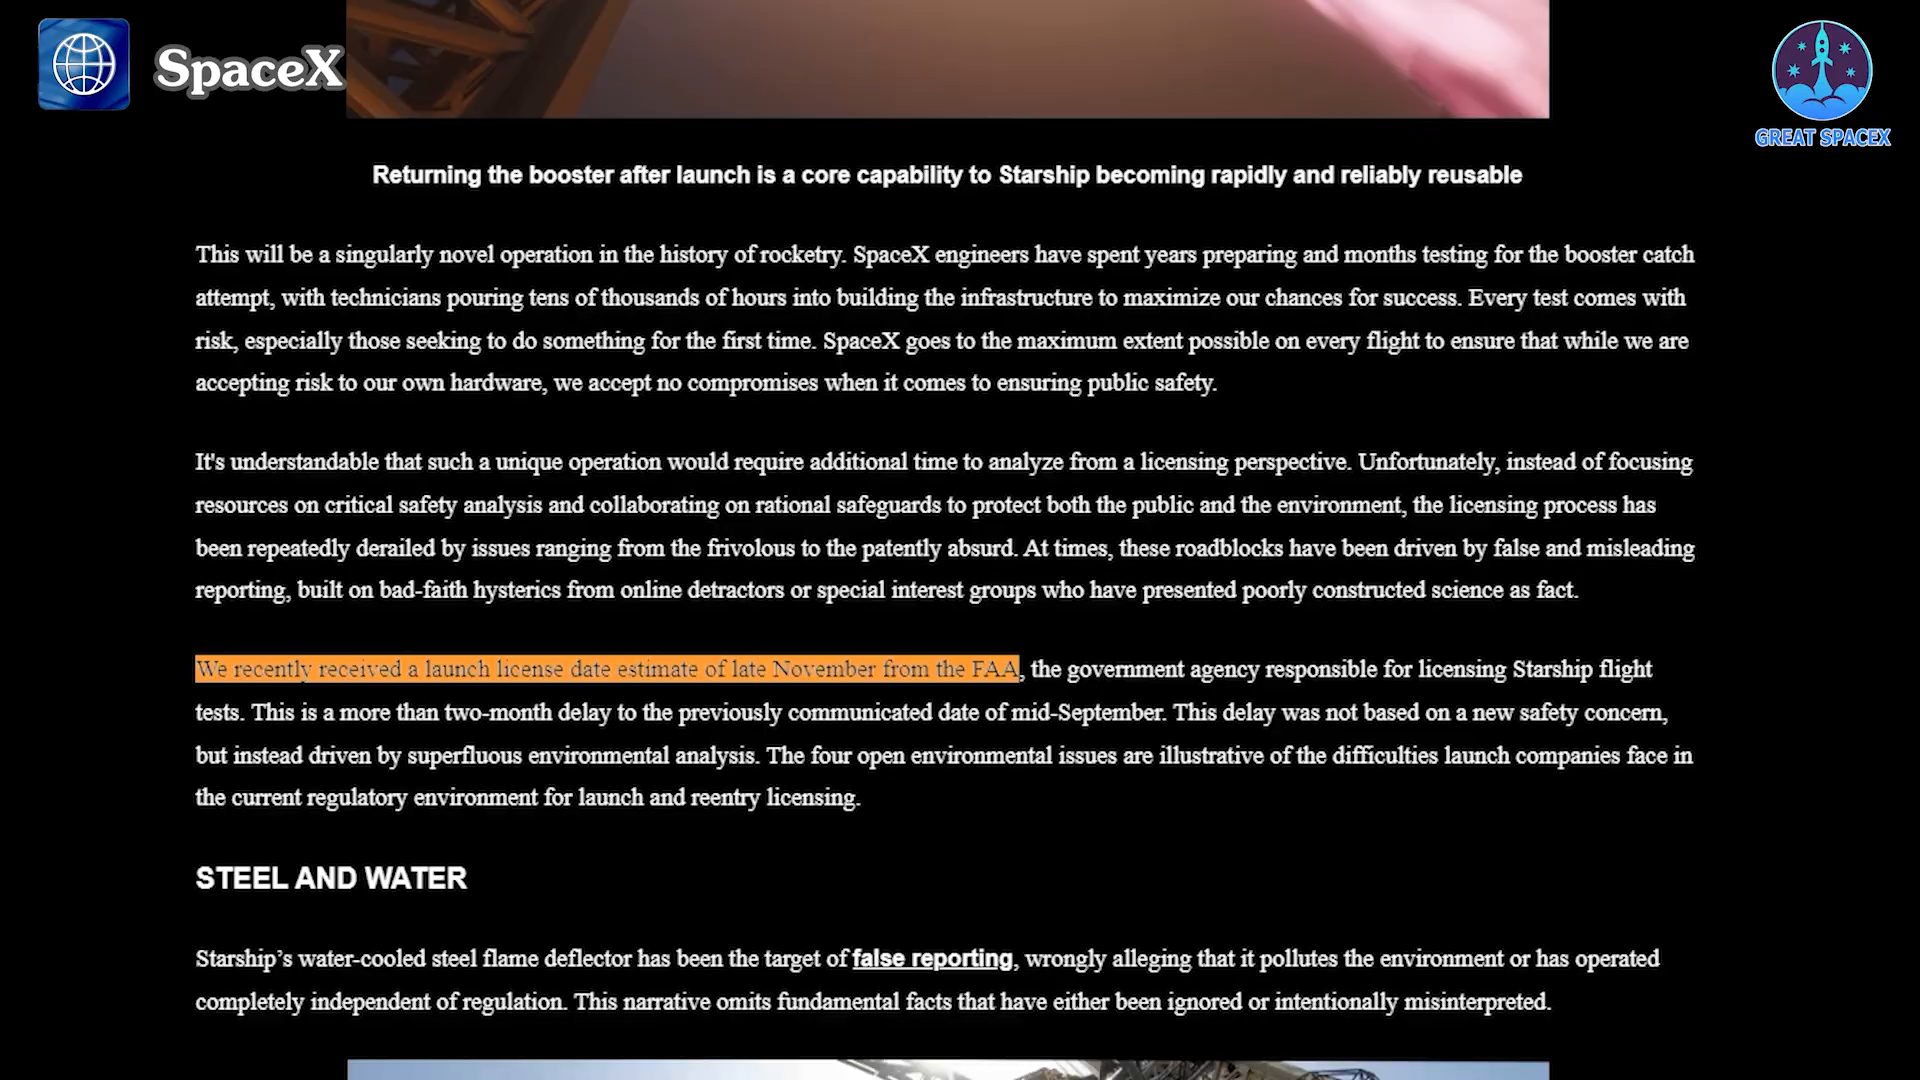 SpaceX
GREAT SPACEX
Returning the booster after launch is a core capability to Starship becoming rapidly and reliably reusable
This will be a singularly novel operation in the history of rocketry. SpaceX engineers have spent years preparing and months testing for the booster catch
attempt, with technicians pouring tens of thousands of hours into building the infrastructure to maximize our chances for success. Every test comes with
risk, especially those seeking to do something for the first time. SpaceX goes to the maximum extent possible on every flight to ensure that while we are
accepting risk to our own hardware, we accept no compromises when it comes to ensuring public safety.
It's understandable that such a unique operation would require additional time to analyze from a licensing perspective. Unfortunately, instead of focusing
resources on critical safety analysis and collaborating on rational safeguards to protect both the public and the environment, the licensing process has
been repeatedly derailed by issues ranging from the frivolous to the patently absurd. At times, these roadblocks have been driven by false and misleading
reporting, built on bad-faith hysterics from online detractors or special interest groups who have presented poorly constructed science as fact.
We recently received a launch license date estimate of late November from the FAA, the government agency responsible for licensing Starship flight
tests. This is a more than two-month delay to the previously communicated date of mid-September. This delay was not based on a new safety concern,
but instead driven by superfluous environmental analysis. The four open environmental issues are illustrative of the difficulties launch companies face in
the current regulatory environment for launch and reentry licensing.
STEEL AND WATER
Starship’s water-cooled steel flame deflector has been the target of false reporting, wrongly alleging that it pollutes the environment or has operated
completely independent of regulation. This narrative omits fundamental facts that have either been ignored or intentionally misinterpreted.